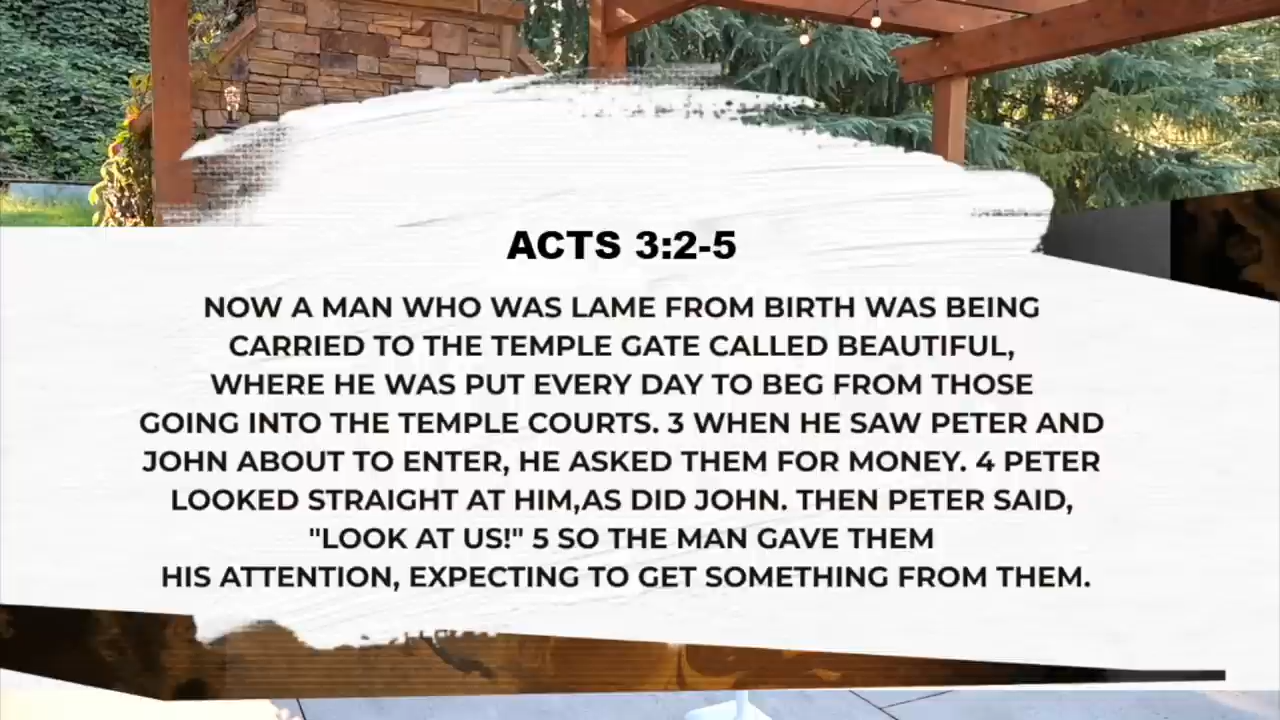 ACTS 3:2-5
NOW A MAN WHO WAS LAME FROM BIRTH WAS BEING
CARRIED TO THE TEMPLE GATE CALLED BEAUTIFUL,
WHERE HE WAS PUT EVERY DAY TO BEG FROM THOSE
GOING INTO THE TEMPLE COURTS. 3 WHEN HE SAW PETER AND
JOHN ABOUT TO ENTER, HE ASKED THEM FOR MONEY. 4 PETER
LOOKED STRAIGHT AT HIM,AS DID JOHN. THEN PETER SAID,
"LOOK AT US!" 5 SO THE MAN GAVE THEM
HIS ATTENTION, EXPECTING TO GET SOMETHING FROM THEM.